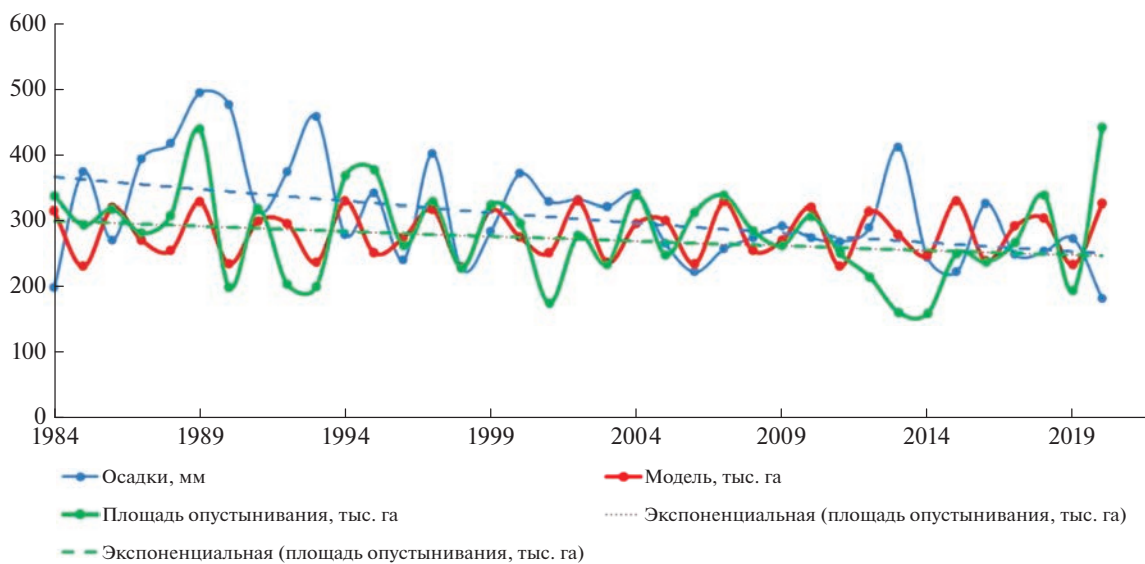 600
500
400
300
200
100
0
1984 1989 1994 1999 2004 2009 2014 2019
Осадки, мм
Модель, тыс. га
Площадь опустынивания, тыс. га
Экспоненциальная (площадь опустынивания, тыс. га)
Экспоненциальная (площадь опустынивания, тыс. га)